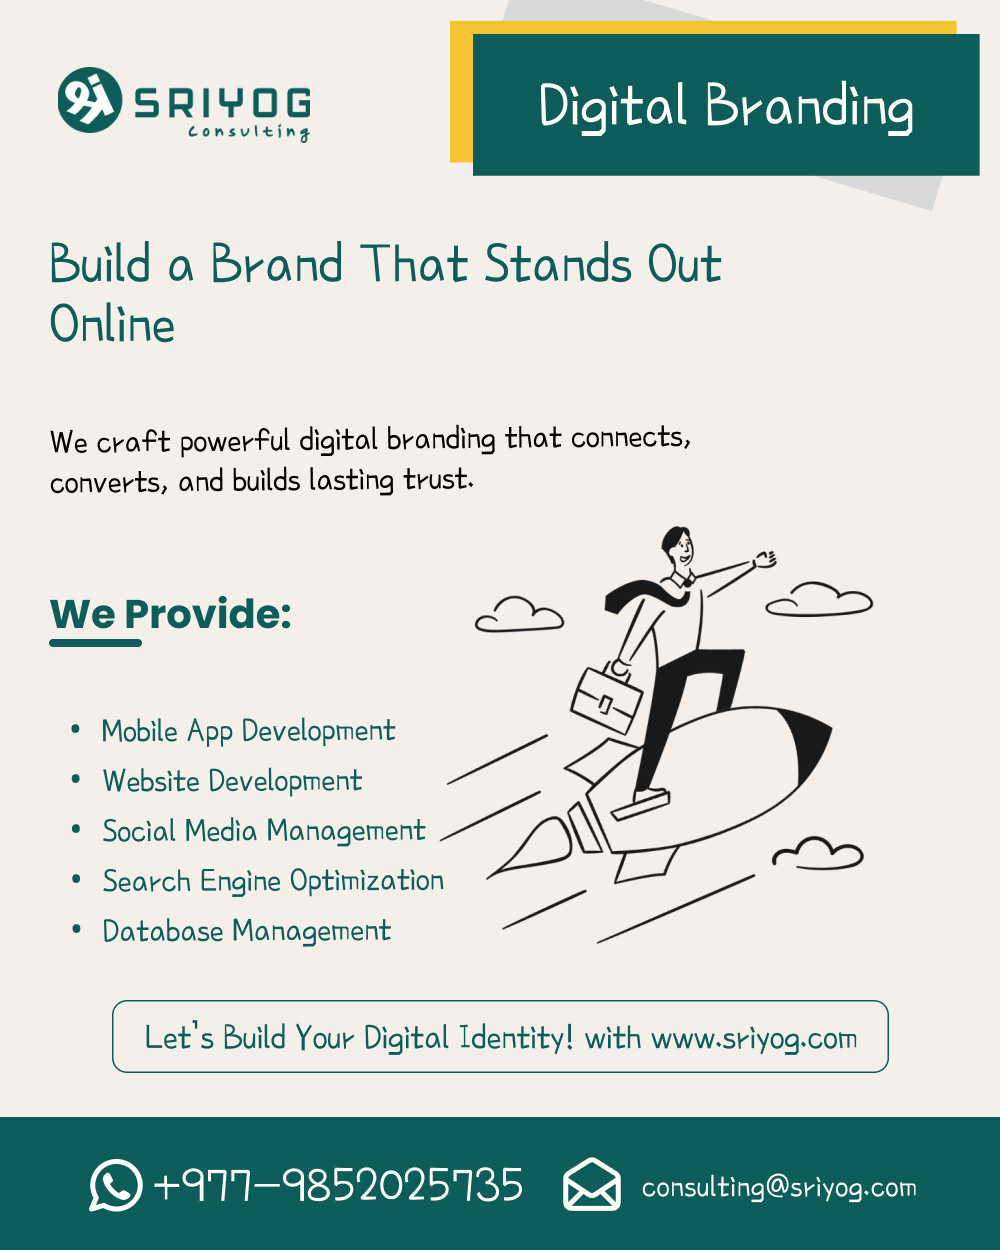 SRIYOG
Consulting
Digital Branding
Build a Brand That Stands Out
Online
We craft powerful digital branding that connects,
converts, and builds lasting trust.
We Provide:
• Mobile App Development
• Website Development
• Social Media Management
• Search Engine Optimization
• Database Management
Let's Build Your Digital Identity! with www.sriyog.com
+977-9852025735
consulting@sriyog.com